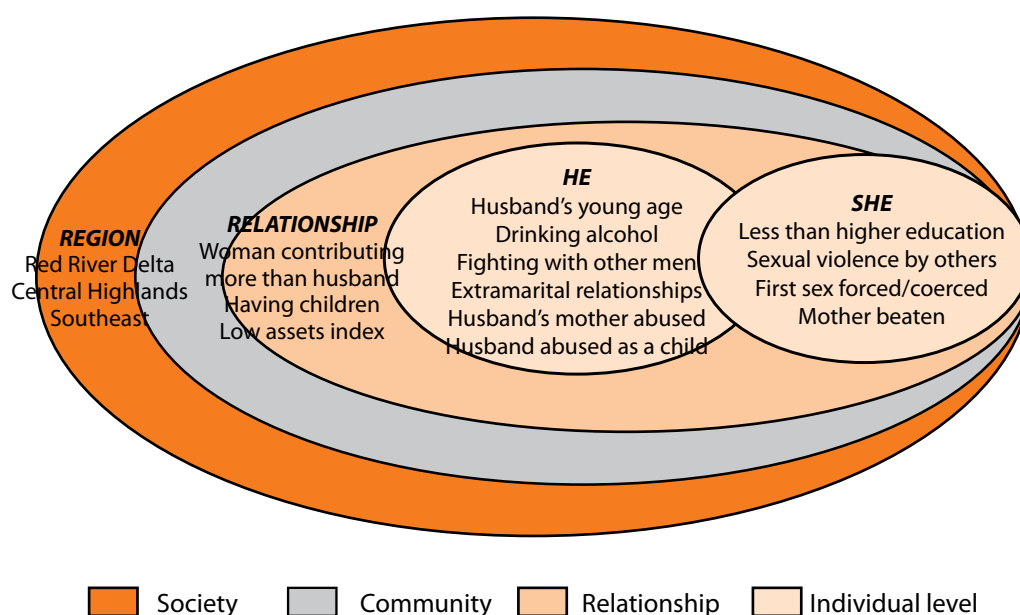 REGION
Red River Delta
Central Highlands
Southeast
RELATIONSHIP
Woman contributing
more than husband
Having children
Low assets index
HE
Husband’s young age
Drinking alcohol
Fighting with other men
Extramarital relationships
Husband’s mother abused
Husband abused as a child
SHE
Less than higher education
Sexual violence by others
First sex forced/coerced
Mother beaten
Society
Community
Relationship
Individual level